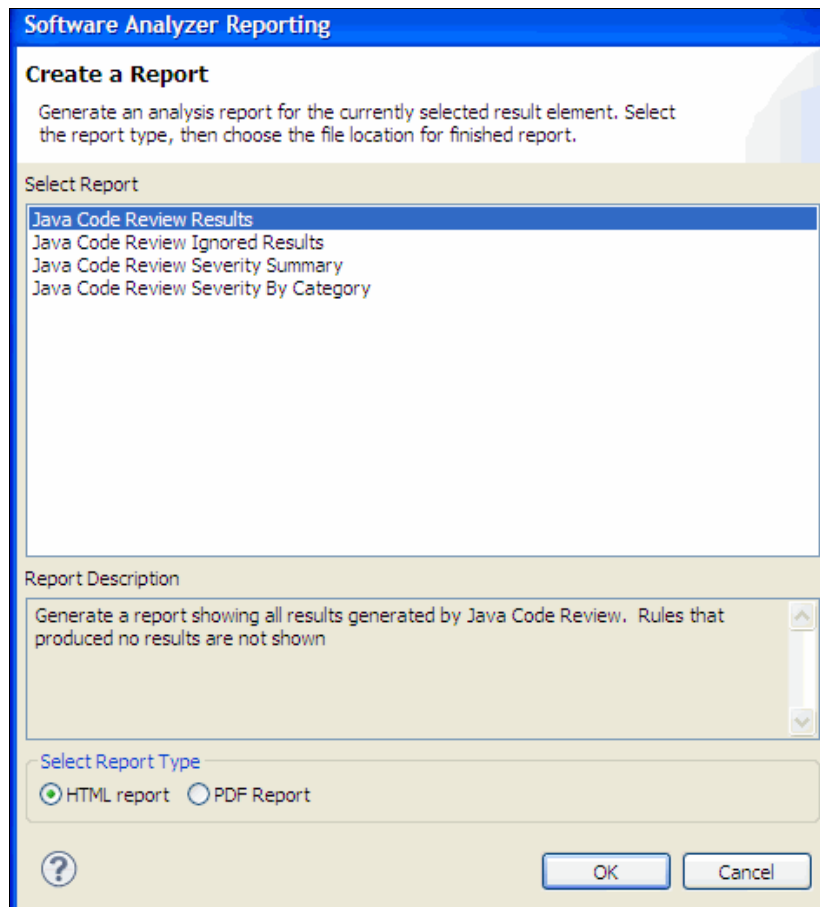 Software Analyzer Reporting
Create a Report
Generate an analysis report for the currently selected result element. Select
the report type, then choose the file location for finished report.
Select Report
Java Code Review Results
Java Code Review Ignored Results
Java Code Review Severity Summary
Java Code Review Severity By Category
Report Description
Generate a report showing all results generated by Java Code Review. Rules that
produced no results are not shown
Select Report Type
HTML report PDF Report
?
OK Cancel